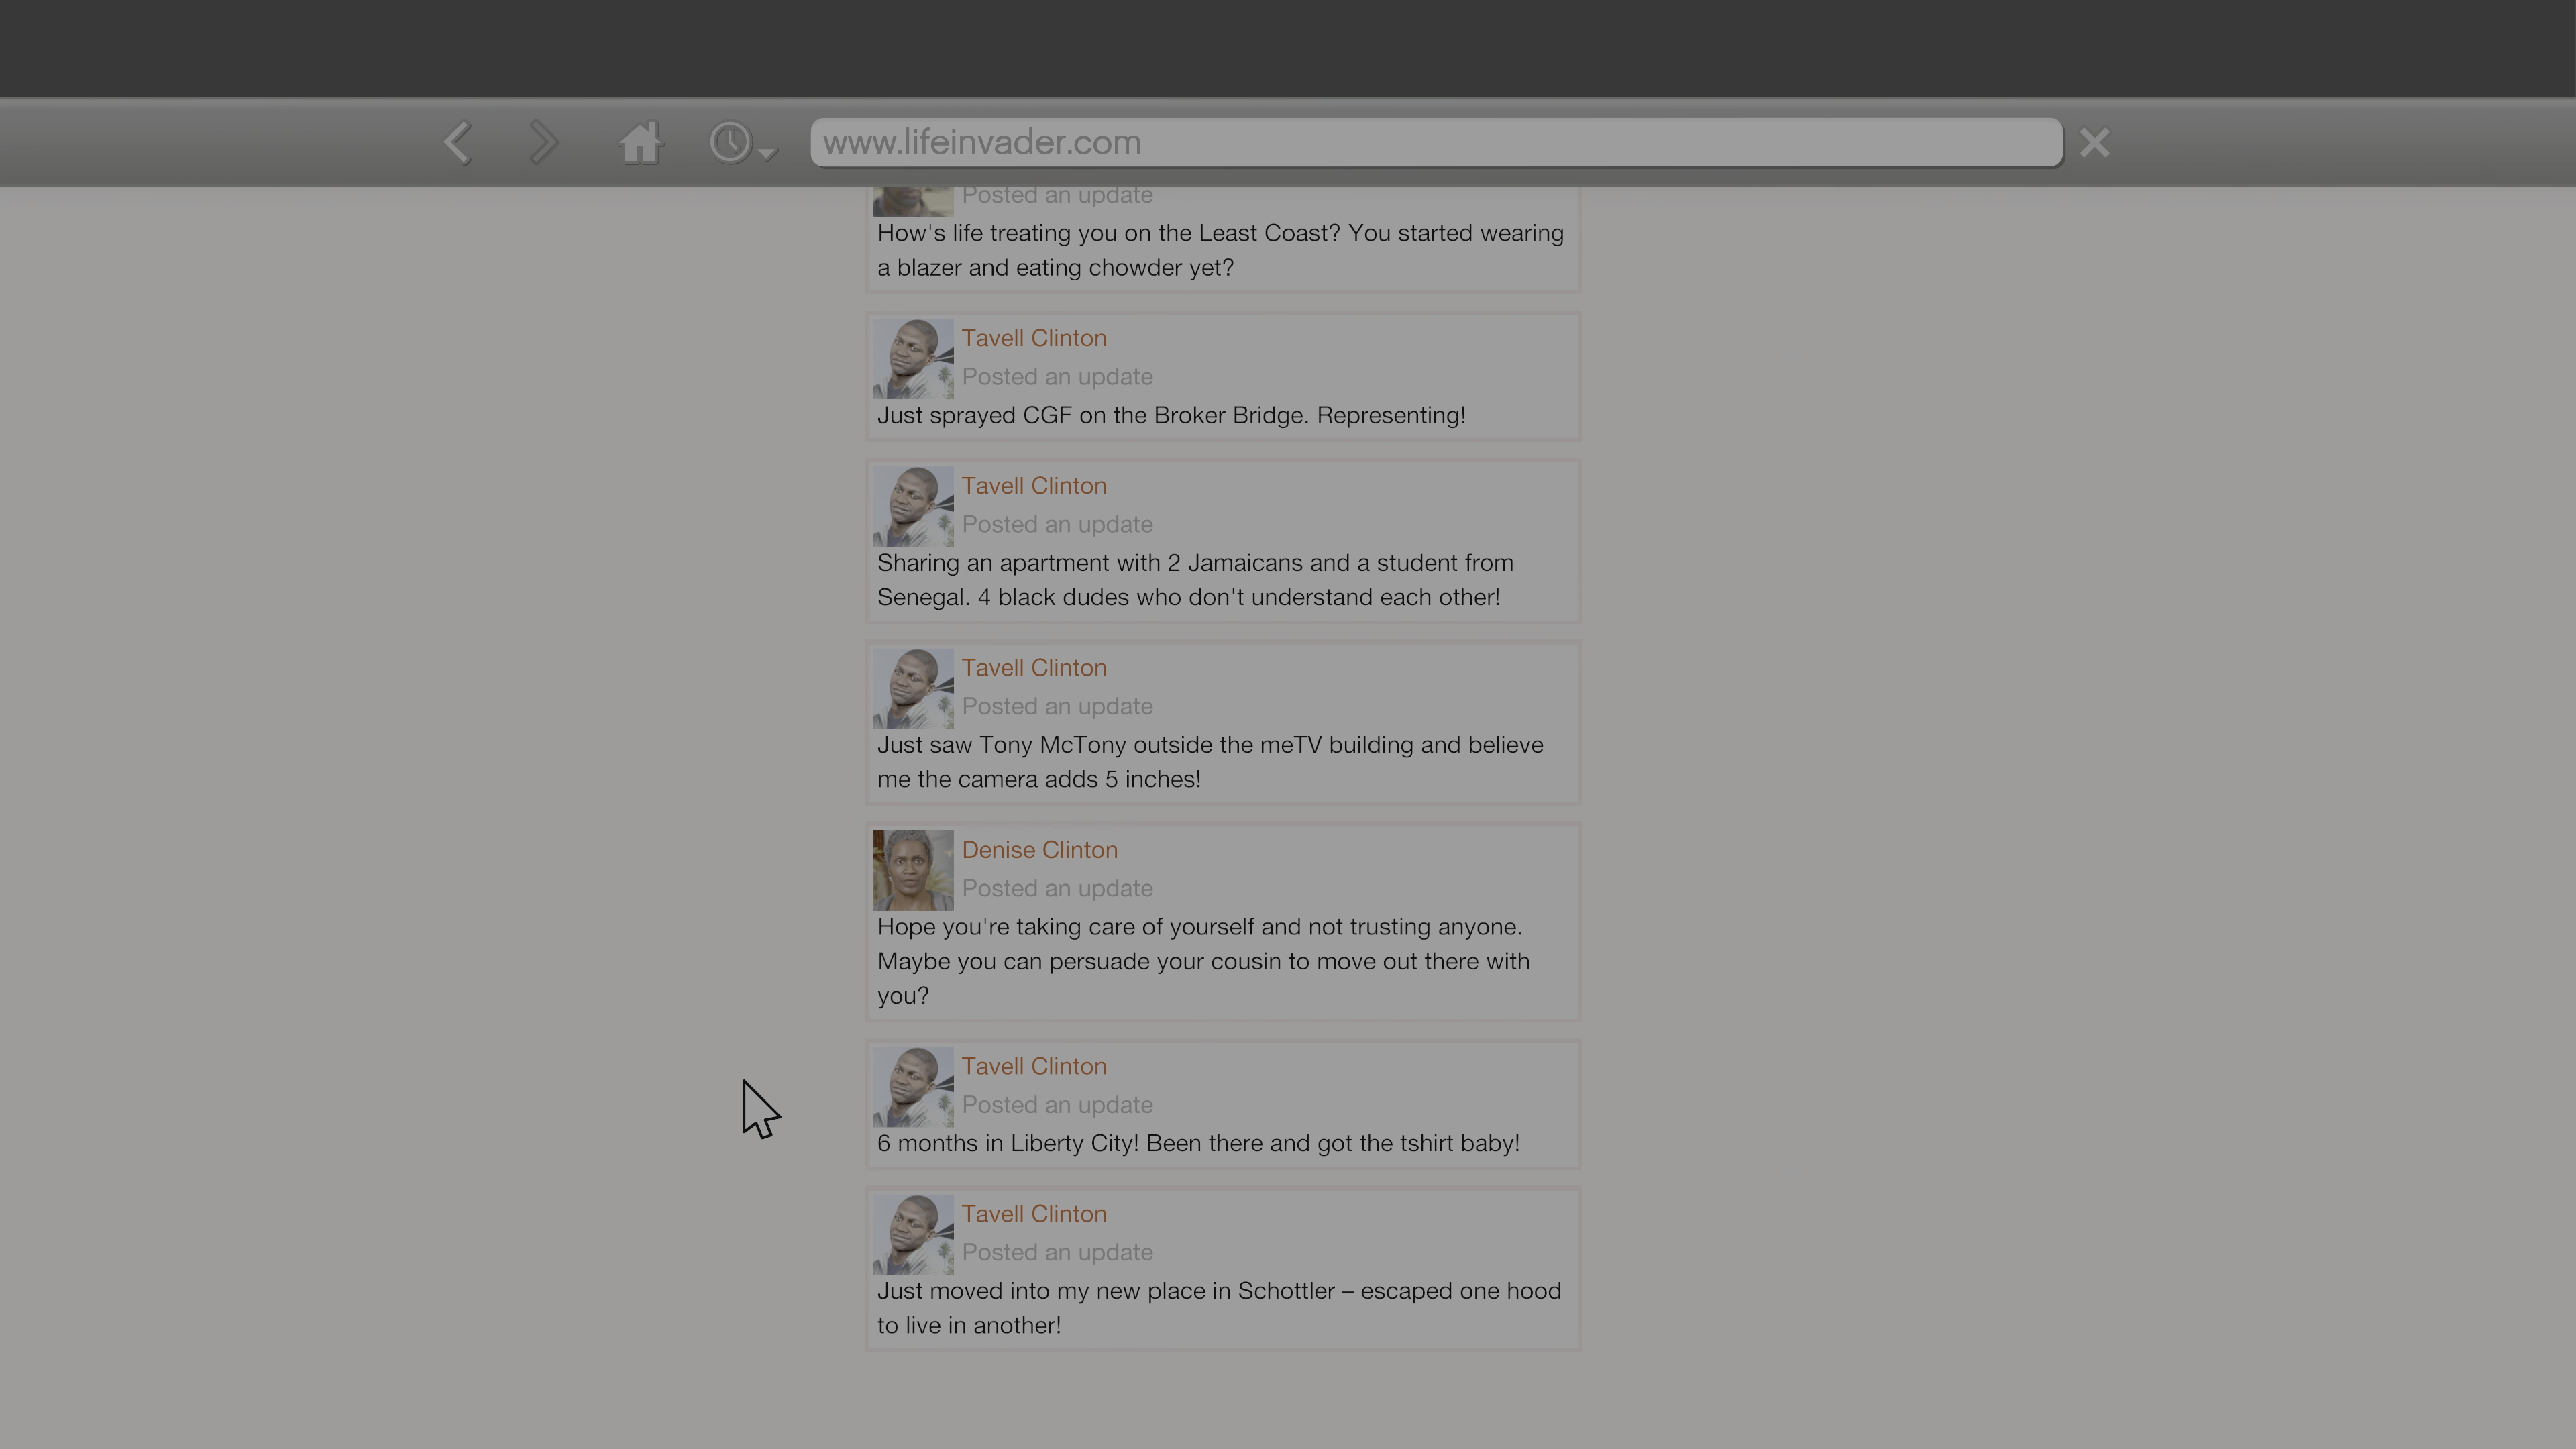 www.lifeinvader.com
Posted an update
How's life treating you on the Least Coast? You started wearing
a blazer and eating chowder yet?
Tavell Clinton
Posted an update
Just sprayed CGF on the Broker Bridge. Representing!
Tavell Clinton
Posted an update
Sharing an apartment with 2 Jamaicans and a student from
Senegal. 4 black dudes who don't understand each other!
Tavell Clinton
Posted an update
Just saw Tony McTony outside the meTV building and believe
me the camera adds 5 inches!
Denise Clinton
Posted an update
Hope you're taking care of yourself and not trusting anyone.
Maybe you can persuade your cousin to move out there with
you?
Tavell Clinton
Posted an update
6 months in Liberty City! Been there and got the tshirt baby!
Tavell Clinton
Posted an update
Just moved into my new place in Schottler – escaped one hood
to live in another!